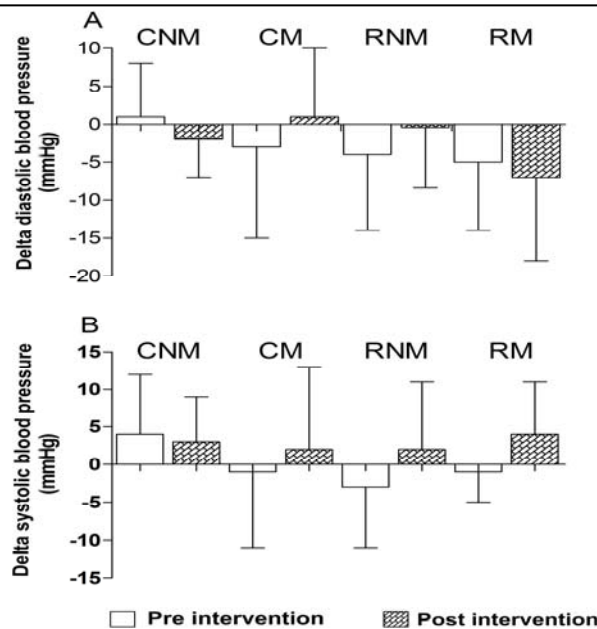 A
CNM CM RNM RM
Delta diastolic blood pressure
(mmHg)
10
5
0
-5
-10
-15
-20
B
CNM CM RNM RM
Delta systolic blood pressure
(mmHg)
15
10
5
0
-5
-10
-15
Pre intervention Post intervention